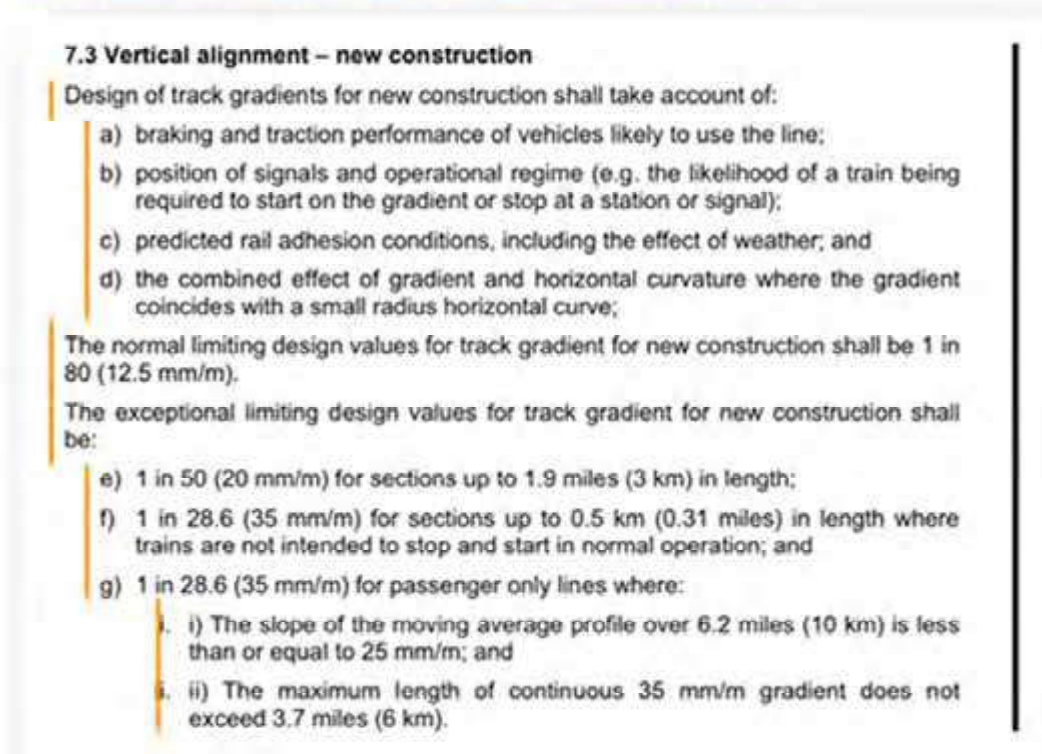 7.3 Vertical alignment – new construction
Design of track gradients for new construction shall take account of:
a) braking and traction performance of vehicles likely to use the line;
b) position of signals and operational regime (e.g. the likelihood of a train being
required to start on the gradient or stop at a station or signal);
c) predicted rail adhesion conditions, including the effect of weather; and
d) the combined effect of gradient and horizontal curvature where the gradient
coincides with a small radius horizontal curve;
The normal limiting design values for track gradient for new construction shall be 1 in
80 (12.5 mm/m).
The exceptional limiting design values for track gradient for new construction shall
be:
e) 1 in 50 (20 mm/m) for sections up to 1.9 miles (3 km) in length;
f) 1 in 28.6 (35 mm/m) for sections up to 0.5 km (0.31 miles) in length where
trains are not intended to stop and start in normal operation; and
g) 1 in 28.6 (35 mm/m) for passenger only lines where:
i. i) The slope of the moving average profile over 6.2 miles (10 km) is less
than or equal to 25 mm/m; and
i. ii) The maximum length of continuous 35 mm/m gradient does not
exceed 3.7 miles (6 km).